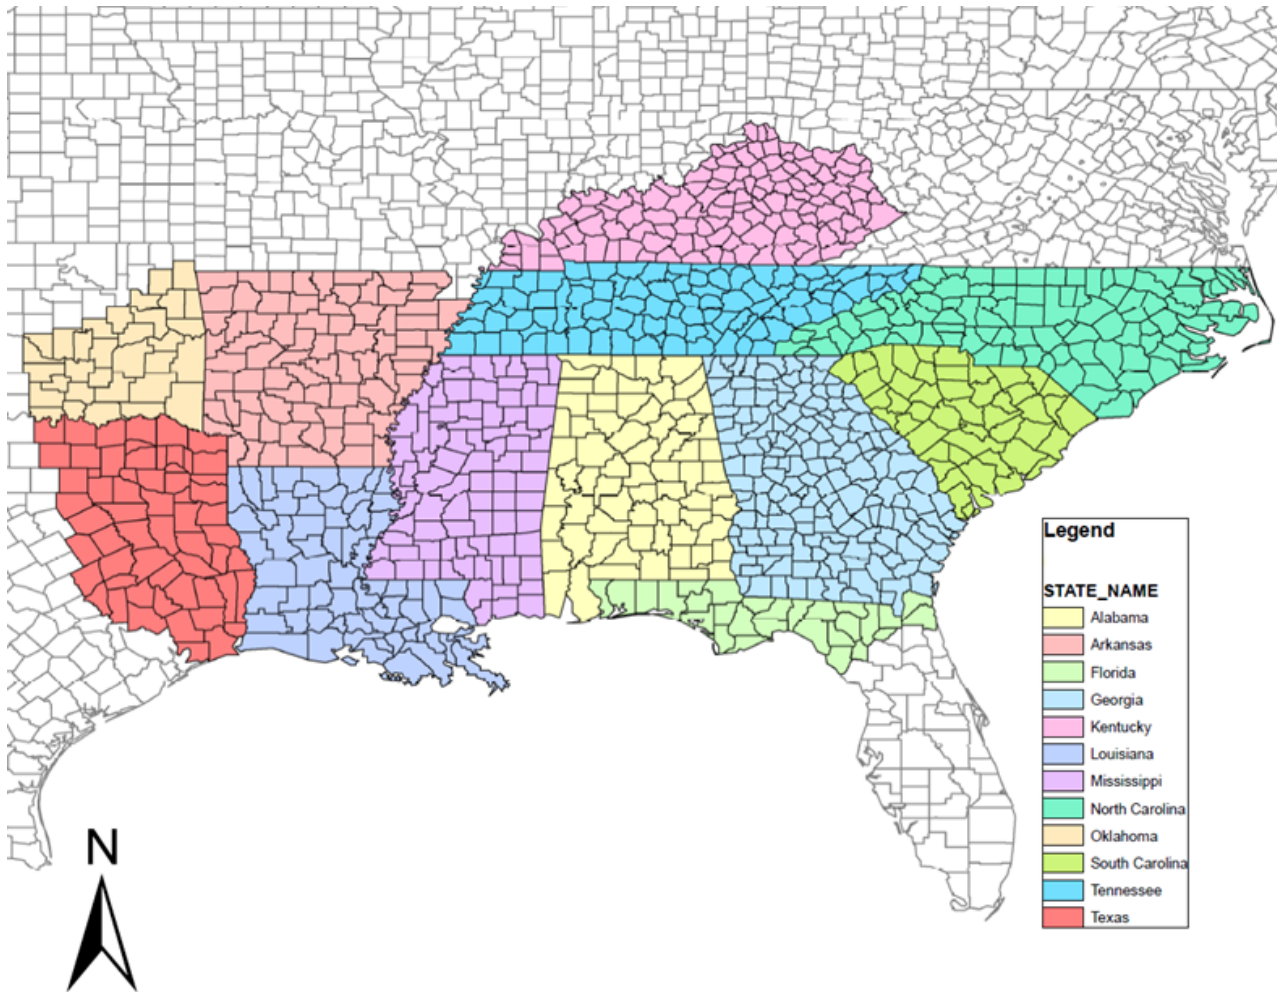 Legend
STATE_NAME
Alabama
Arkansas
Florida
Georgia
Kentucky
Louisiana
Mississippi
North Carolina
Oklahoma
South Carolina
Tennessee
Texas
N